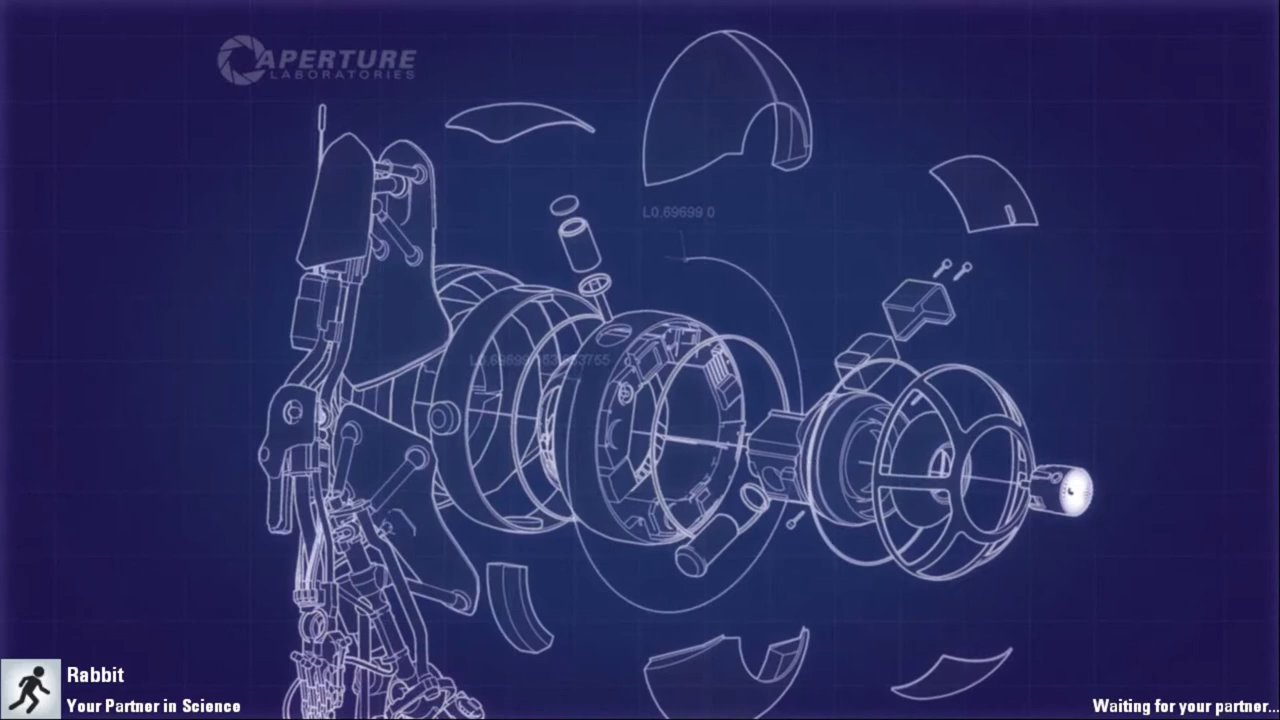 APERTURE
LABORATORIES
L0.69699 0
Rabbit
Your Partner in Science
Waiting for your partner...